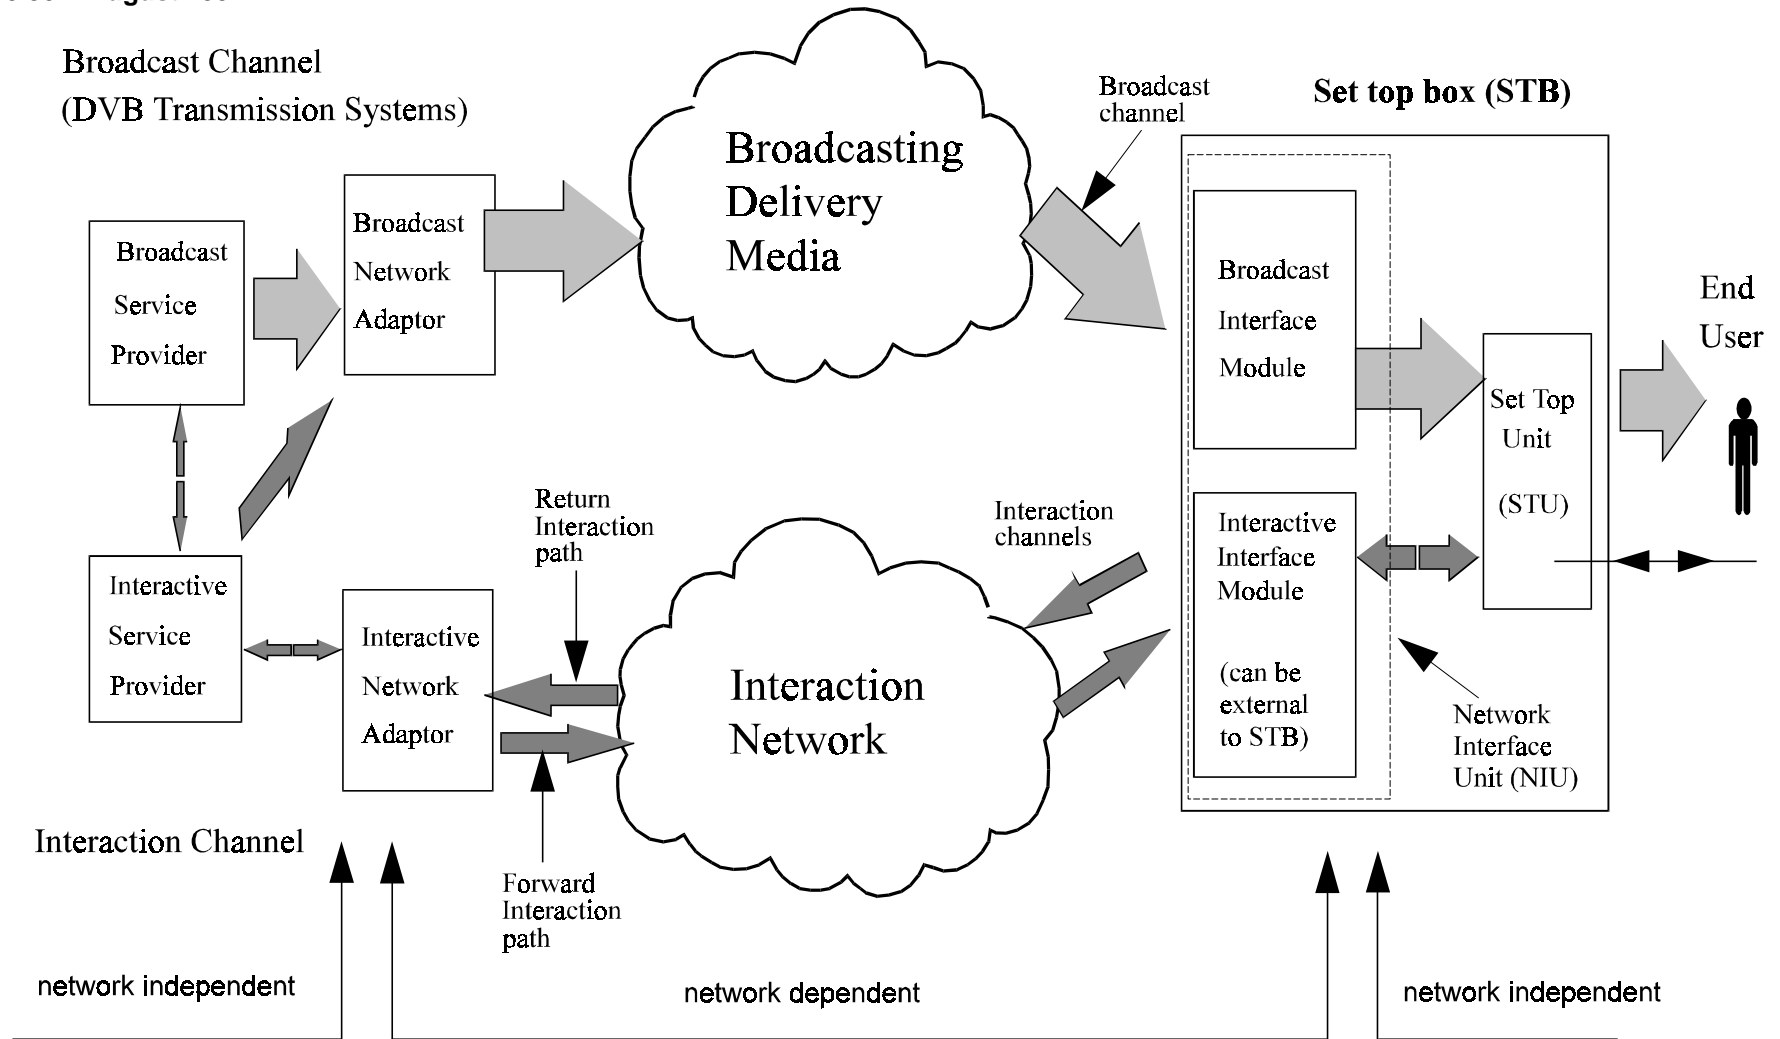 Broadcast Channel
(DVB Transmission Systems)
Broadcast
Service
Provider
Broadcast
Network
Adaptor
Broadcasting
Delivery
Media
Broadcast
channel
Set top box (STB)
Broadcast
Interface
Module
Set Top
Unit
(STU)
End
User
Interactive
Service
Provider
Interactive
Network
Adaptor
Return
Interaction
path
Interaction
Network
Interaction
channels
Interactive
Interface
Module
(can be
external
to STB)
Network
Interface
Unit (NIU)
Interaction Channel
Forward
Interaction
path
network independent
network dependent
network independent